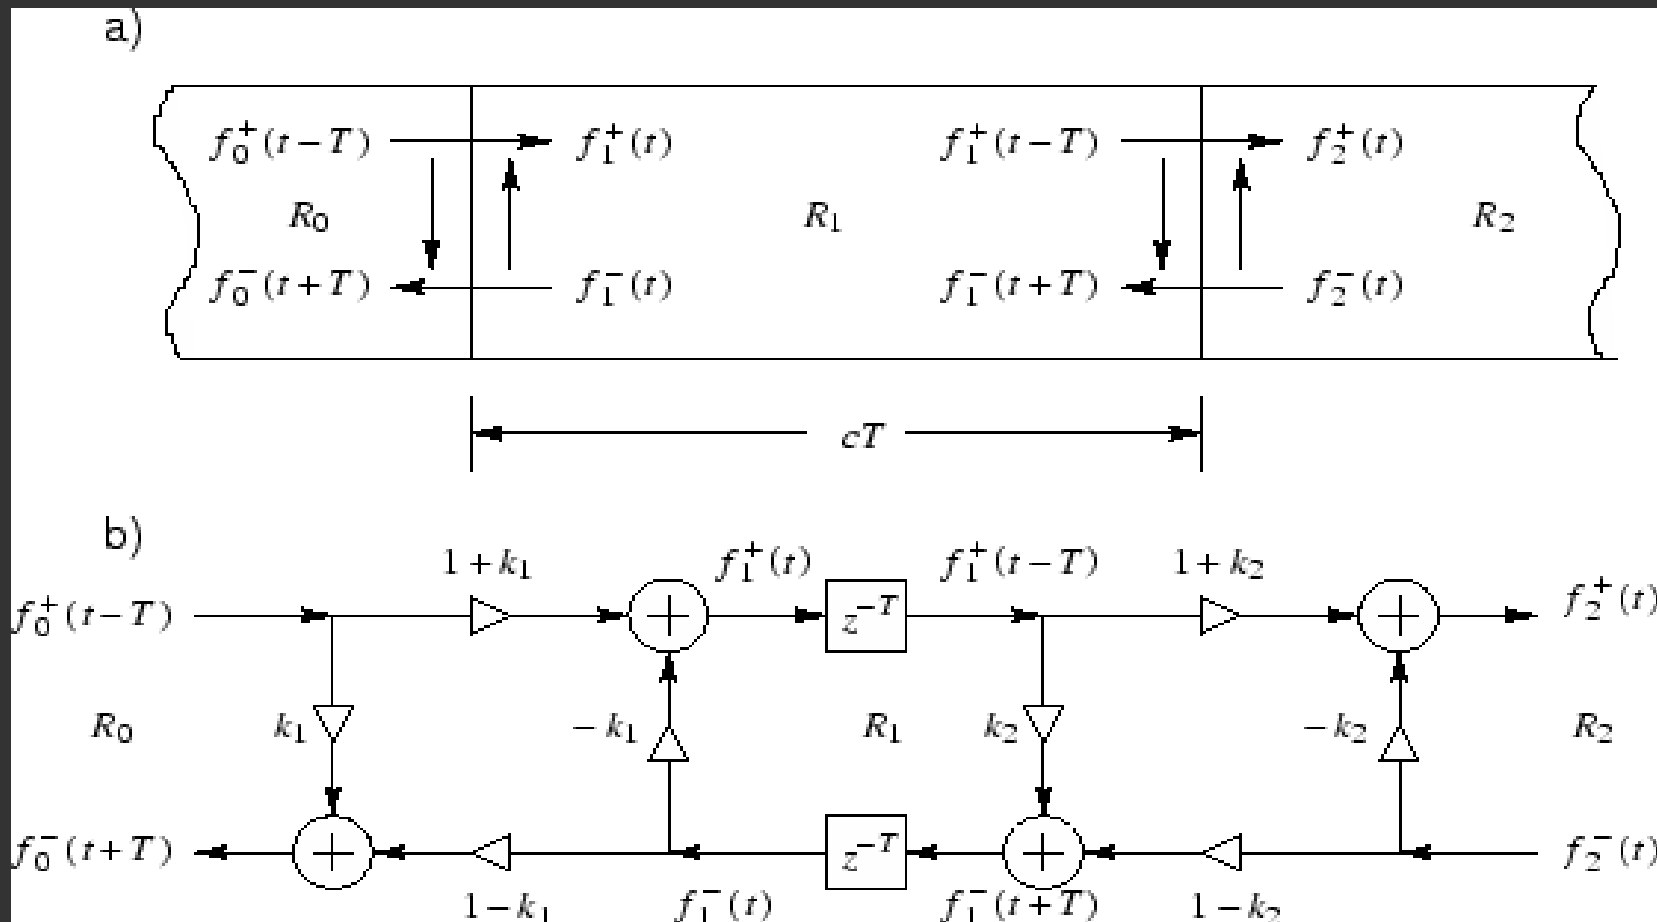 a)
f₀⁺(t−T) f₁⁺(t) f₁⁺(t−T) f₂⁺(t)
R₀ R₁ R₂
f₀⁻(t+T) f₁⁻(t) f₁⁻(t+T) f₂⁻(t)
cT
b)
1+k₁ f₁⁺(t) f₁⁺(t−T) 1+k₂
f₀⁺(t−T) + z⁻ᵀ + f₂⁺(t)
R₀ k₁ −k₁ R₁ k₂ −k₂ R₂
f₀⁻(t+T) + z⁻ᵀ + f₂⁻(t)
1−k₁ f₁⁻(t) f₁⁻(t+T) 1−k₂